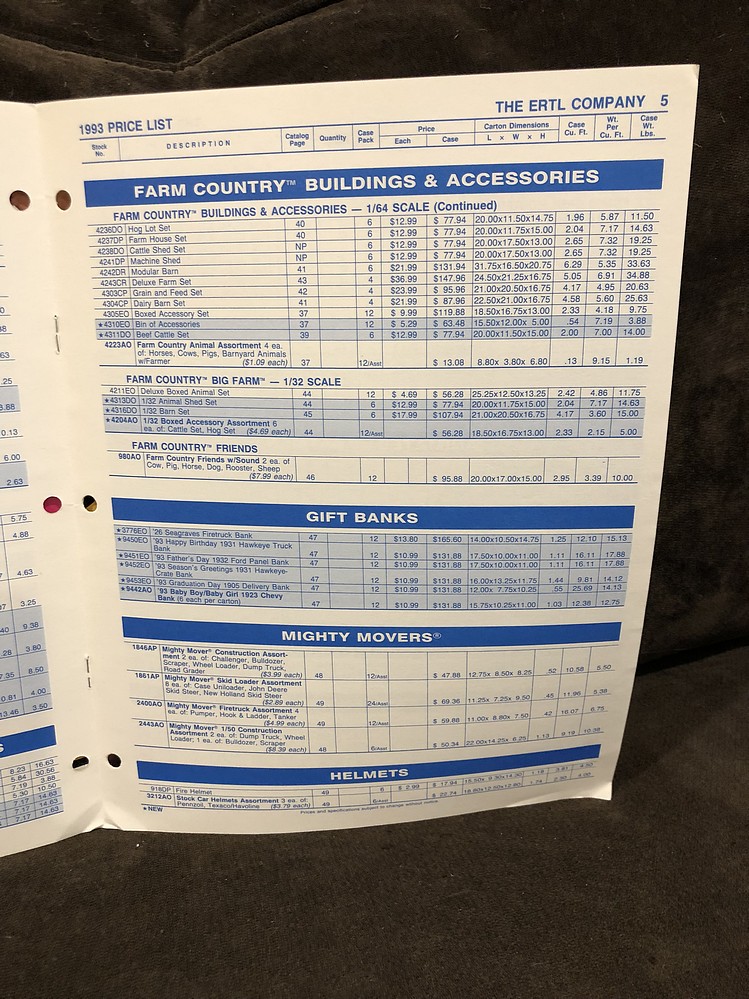 1993 PRICE LIST
THE ERTL COMPANY 5
Stock No. DESCRIPTION Catalog Page Quantity Case Pack Price Each Case Carton Dimensions L x W x H Case Cu. Ft. Wt. Per Cu. Ft. Case Wt. Lbs.
FARM COUNTRY™ BUILDINGS & ACCESSORIES
FARM COUNTRY™ BUILDINGS & ACCESSORIES — 1/64 SCALE (Continued)
4236DO Hog Lot Set 40 6 $12.99 $ 77.94 20.00x11.50x14.75 1.96 5.87 11.50
4237DP Farm House Set 40 6 $12.99 $ 77.94 20.00x11.75x15.00 2.04 7.17 14.63
4238DO Cattle Shed Set NP 6 $12.99 $ 77.94 20.00x17.50x13.00 2.65 7.32 19.25
4241DP Machine Shed NP 6 $12.99 $ 77.94 20.00x17.50x13.00 2.65 7.32 19.25
4242DR Modular Barn 41 6 $21.99 $131.94 31.75x16.50x20.75 6.29 5.35 33.63
4243CR Deluxe Farm Set 43 4 $36.99 $147.96 24.50x21.25x16.75 5.05 6.91 34.88
4303CP Grain and Feed Set 42 4 $23.99 $ 95.96 21.00x20.50x16.75 4.17 4.95 20.63
4304CP Dairy Barn Set 41 4 $21.99 $ 87.96 22.50x21.00x16.75 4.58 5.60 25.63
4305EO Boxed Accessory Set 37 12 $ 9.99 $119.88 18.50x16.75x13.00 2.33 4.18 9.75
★4310EO Bin of Accessories 37 12 $ 5.29 $ 63.48 15.50x12.00x 5.00 .54 7.19 3.88
★4311DO Beef Cattle Set 39 6 $12.99 $ 77.94 20.00x11.50x15.00 2.00 7.00 14.00
4223AO Farm Country Animal Assortment 4 ea.
of: Horses, Cows, Pigs, Barnyard Animals
w/Farmer ($1.09 each) 37 12/Asst $ 13.08 8.80x 3.80x 6.80 .13 9.15 1.19
FARM COUNTRY™ BIG FARM™ — 1/32 SCALE
4211EO Deluxe Boxed Animal Set 44 12 $ 4.69 $ 56.28 25.25x12.50x13.25 2.42 4.86 11.75
★4313DO 1/32 Animal Shed Set 44 6 $12.99 $ 77.94 20.00x11.75x15.00 2.04 7.17 14.63
★4316DO 1/32 Barn Set 45 6 $17.99 $107.94 21.00x20.50x16.75 4.17 3.60 15.00
★4204AO 1/32 Boxed Accessory Assortment 6
ea. of: Cattle Set, Hog Set ($4.69 each) 44 12/Asst $ 56.28 18.50x16.75x13.00 2.33 2.15 5.00
FARM COUNTRY™ FRIENDS
980AO Farm Country Friends w/Sound 2 ea. of
Cow, Pig, Horse, Dog, Rooster, Sheep
($7.99 each) 46 12 $ 95.88 20.00x17.00x15.00 2.95 3.39 10.00
GIFT BANKS
★3776EO '26 Seagraves Firetruck Bank 47 12 $13.80 $165.60 14.00x10.50x14.75 1.25 12.10 15.13
★9450EO '93 Happy Birthday 1931 Hawkeye Truck
Bank 47 12 $10.99 $131.88 17.50x10.00x11.00 1.11 16.11 17.88
★9451EO '93 Father's Day 1932 Ford Panel Bank 47 12 $10.99 $131.88 17.50x10.00x11.00 1.11 16.11 17.88
★9452EO '93 Season's Greetings 1931 Hawkeye-
Crate Bank 47 12 $10.99 $131.88 16.00x13.25x11.75 1.44 9.81 14.12
★9453EO '93 Graduation Day 1905 Delivery Bank 47 12 $10.99 $131.88 12.00x 7.75x10.25 .55 25.69 14.13
★9442AO '93 Baby Boy/Baby Girl 1923 Chevy
Bank (6 each per carton) 47 12 $10.99 $131.88 15.75x10.25x11.00 1.03 12.38 12.75
MIGHTY MOVERS®
1846AP Mighty Mover® Construction Assort-
ment 2 ea. of: Challenger, Bulldozer,
Scraper, Wheel Loader, Dump Truck,
Road Grader ($3.99 each) 48 12/Asst $ 47.88 12.75x 8.50x 8.25 .52 10.58 5.50
1861AP Mighty Mover® Skid Loader Assortment
8 ea. of: Case Uniloader, John Deere
Skid Steer, New Holland Skid Steer
($2.89 each) 49 24/Asst $ 69.36 11.25x 7.25x 9.50 .45 11.96 5.38
2400AO Mighty Mover® Firetruck Assortment 4
ea. of: Pumper, Hook & Ladder, Tanker
($4.99 each) 49 12/Asst $ 59.88 11.00x 8.80x 7.50 .42 16.07 6.75
2443AO Mighty Mover® 1/50 Construction
Assortment 2 ea. of: Dump Truck, Wheel
Loader; 1 ea. of: Bulldozer, Scraper
($8.39 each) 48 6/Asst $ 50.34 22.00x14.25x 6.25 1.13 9.18 10.38
HELMETS
918DP Fire Helmet 49 6 $ 2.99 $ 17.94
3212AO Stock Car Helmets Assortment 3 ea. of:
Pennzoil, Texaco/Havoline ($3.79 each) 49 6/Asst $ 22.74
★NEW
Prices and specifications subject to change without notice.